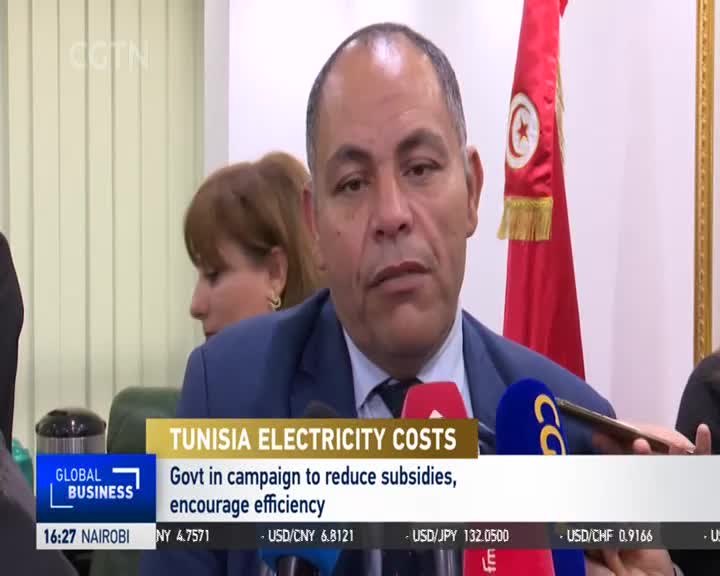 CGTN
CG
TUNISIA ELECTRICITY COSTS
Govt in campaign to reduce subsidies,
encourage efficiency
GLOBAL
BUSINESS
16:27 NAIROBI
NY 4.7571 - USD/CNY 6.8121 - USD/JPY 132.0500 - USD/CHF 0.9166 - U